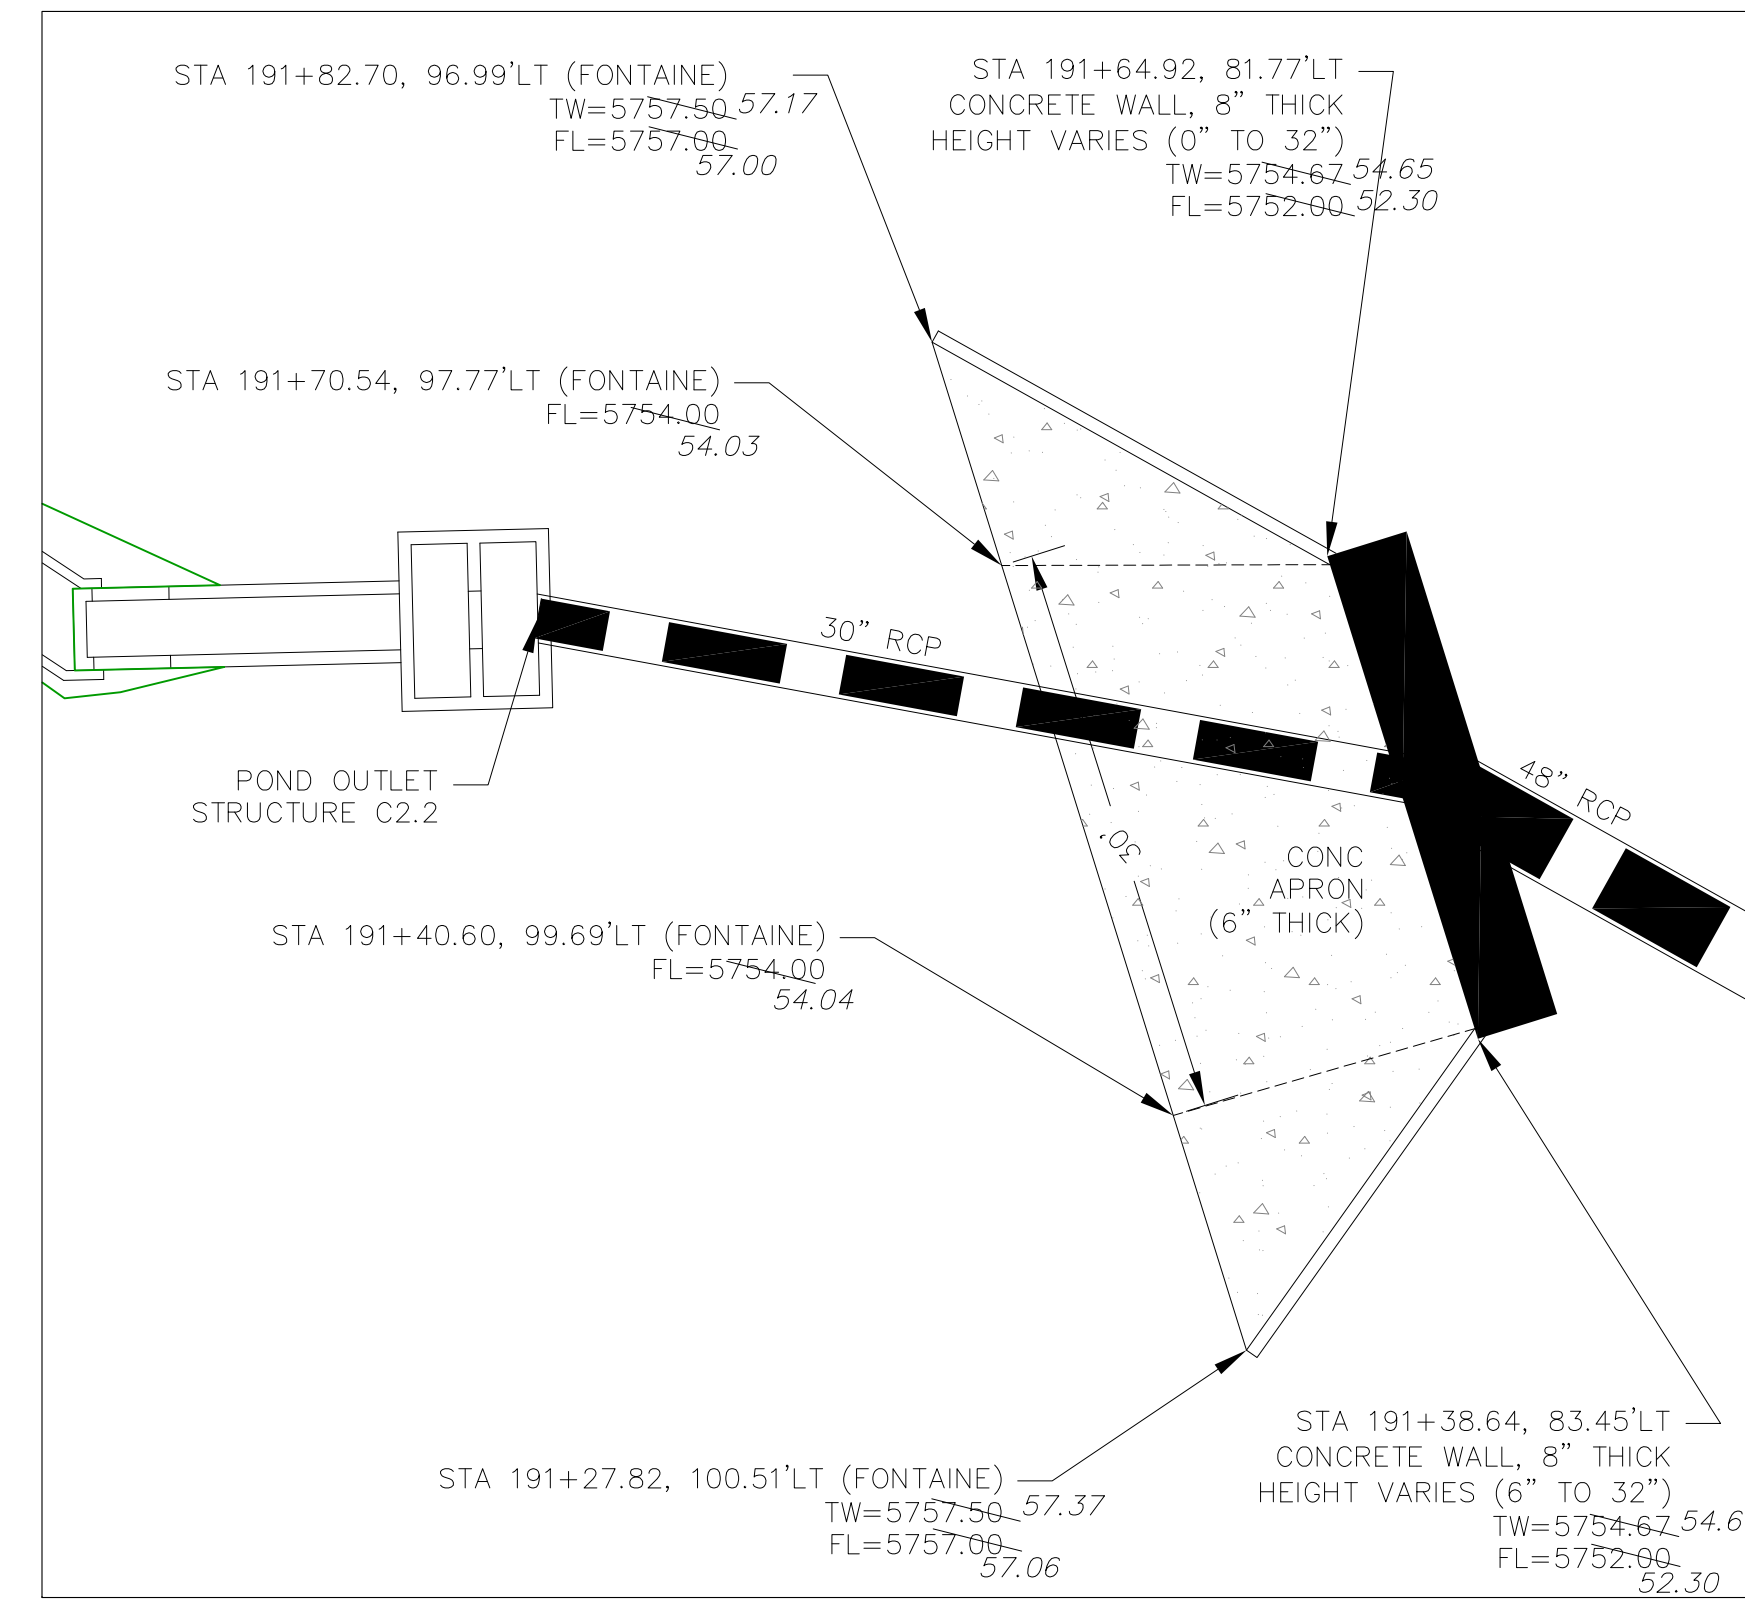 STA 191+82.70, 96.99'LT (FONTAINE)
TW=5757.50 57.17
FL=5757.00
57.00
STA 191+64.92, 81.77'LT
CONCRETE WALL, 8" THICK
HEIGHT VARIES (0" TO 32")
TW=5754.67 54.65
FL=5752.00 52.30
STA 191+70.54, 97.77'LT (FONTAINE)
FL=5754.00
54.03
30" RCP
48" RCP
POND OUTLET
STRUCTURE C2.2
30'
CONC
APRON
(6" THICK)
STA 191+40.60, 99.69'LT (FONTAINE)
FL=5754.00
54.04
STA 191+27.82, 100.51'LT (FONTAINE)
TW=5757.50 57.37
FL=5757.00
57.06
STA 191+38.64, 83.45'LT
CONCRETE WALL, 8" THICK
HEIGHT VARIES (6" TO 32")
TW=5754.67 54.6
FL=5752.00
52.30